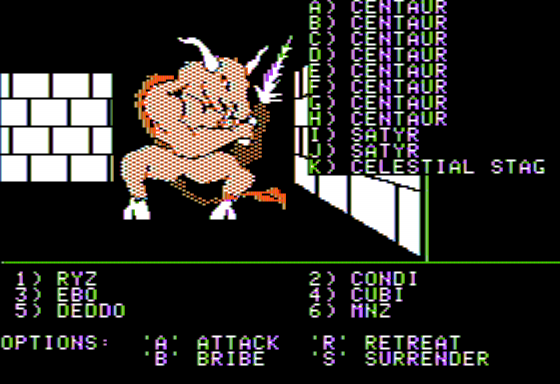 A) CENTAUR
B) CENTAUR
C) CENTAUR
D) CENTAUR
E) CENTAUR
F) CENTAUR
G) CENTAUR
H) CENTAUR
I) SATYR
J) SATYR
K) CELESTIAL STAG
1) RYZ 2) CONDI
3) EBO 4) CUBI
5) DEDDO 6) MNZ
OPTIONS: 'A' ATTACK 'R' RETREAT
'B' BRIBE 'S' SURRENDER